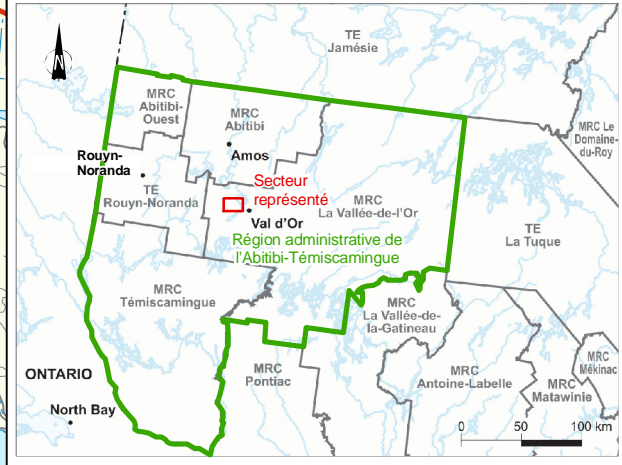 TE
Jamésie
N
MRC
Abitibi-
Ouest
MRC
Abitibi
MRC Le
Domaine-
du-Roy
Rouyn-
Noranda
Amos
TE
Rouyn-Noranda
Secteur
représenté
MRC
La Vallée-de-l'Or
Val d'Or
TE
La Tuque
Région administrative de
l'Abitibi-Témiscamingue
MRC
Témiscamingue
MRC
La Vallée-de-
la-Gatineau
MRC
Pontiac
MRC
Antoine-Labelle
MRC
Mékinac
MRC
Matawinie
ONTARIO
North Bay
0 50 100 km